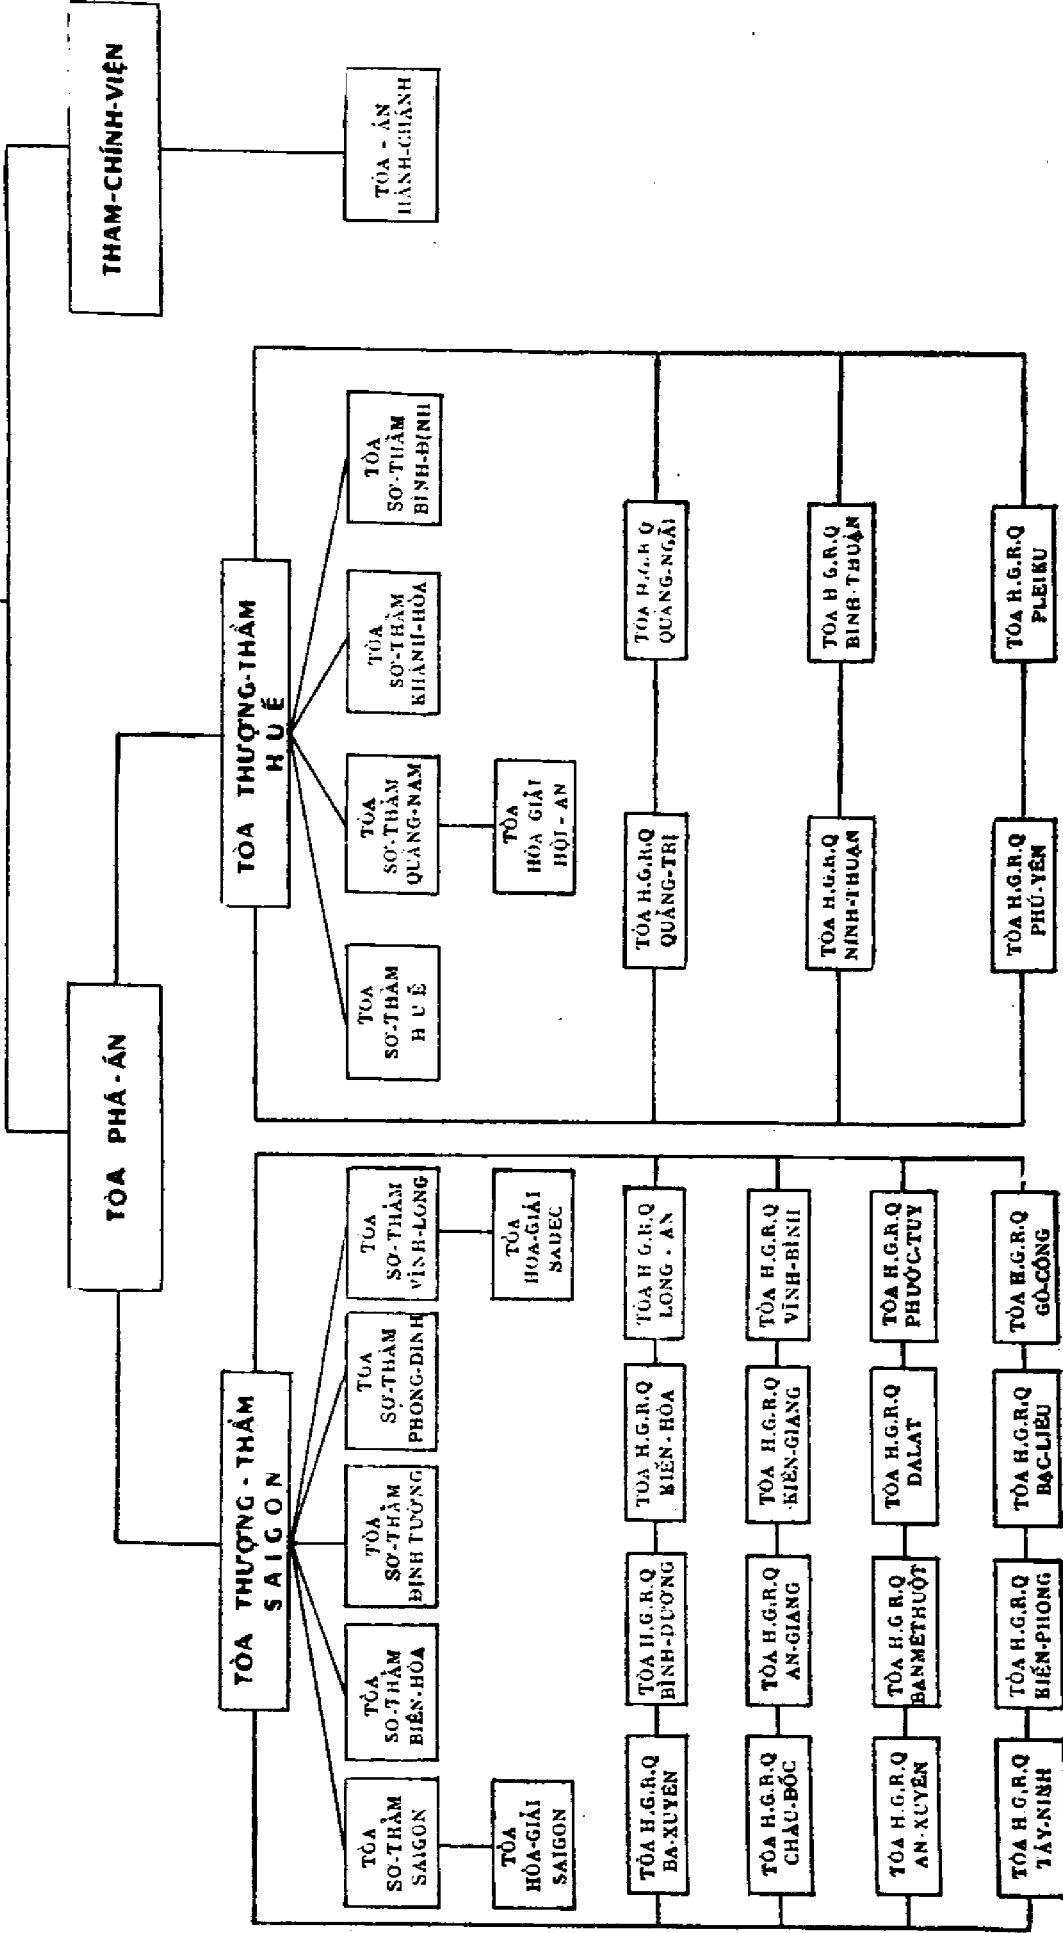 TÒA PHÁ-ÁN
THAM-CHÍNH-VIỆN
TÒA THƯỢNG-THẨM
SAIGON
TÒA THƯỢNG-THẨM
HUẾ
TÒA
SƠ-THẨM
SAIGON
TÒA
SƠ-THẨM
BIÊN-HÒA
TÒA
SƠ-THẨM
ĐỊNH TƯỜNG
TÒA
SƠ-THẨM
PHONG-DINH
TÒA
SƠ-THẨM
VĨNH-LONG
TÒA
SƠ-THẨM
HUẾ
TÒA
SƠ-THẨM
QUẢNG-NAM
TÒA
SƠ-THẨM
KHÁNH-HÒA
TÒA
SƠ-THẨM
BÌNH-ĐỊNH
TÒA - ÁN
HÀNH-CHÁNH
TÒA
HÒA-GIẢI
SAIGON
TÒA
HÒA-GIẢI
SADEC
TÒA
HÒA GIẢI
HỘI - AN
TÒA H.G.R.Q
BA-XUYÊN
TÒA H.G.R.Q
BÌNH-DƯƠNG
TÒA H.G.R.Q
KIẾN-HÒA
TÒA H G.R.Q
LONG - AN
TÒA H.G.R.Q
QUẢNG-TRỊ
TÒA H.G.R Q
QUẢNG-NGÃI
TÒA H.G.R.Q
CHÂU-ĐỐC
TÒA H.G.R.Q
AN-GIANG
TÒA H.G.R.Q
KIÊN-GIANG
TÒA H.G.R.Q
VĨNH-BÌNH
TÒA H.G.R.Q
NINH-THUẬN
TÒA H G.R.Q
BÌNH-THUẬN
TÒA H.G.R.Q
AN-XUYÊN
TÒA H.G R.Q
BANMÊTHUỘT
TÒA H.G.R.Q
DALAT
TÒA H.G.R.Q
PHƯỚC-TUY
TÒA H.G.R.Q
TÂY-NINH
TÒA H.G.R.Q
KIẾN-PHONG
TÒA H.G.R.Q
BẠC-LIÊU
TÒA H.G.R.Q
GÒ-CÔNG
TÒA H.G.R.Q
PHÚ-YÊN
TÒA H.G.R.Q
PLEIKU